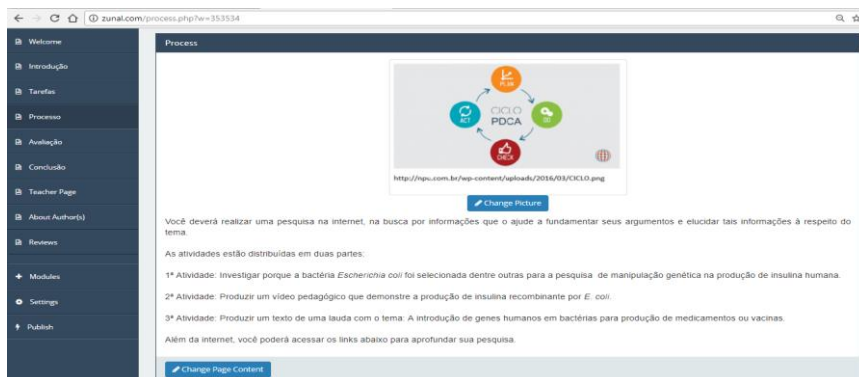 zunal.com/process.php?w=353534
Welcome
Introdução
Tarefas
Processo
Avaliação
Conclusão
Teacher Page
About Author(s)
Reviews
Modules
Settings
Publish
Process
PLAN
DO
CHECK
ACT
CICLO
PDCA
http://npu.com.br/wp-content/uploads/2016/03/CICLO.png
Change Picture
Você deverá realizar uma pesquisa na internet, na busca por informações que o ajude a fundamentar seus argumentos e elucidar tais informações à respeito do
tema.
As atividades estão distribuídas em duas partes:
1ª Atividade: Investigar porque a bactéria Escherichia coli foi selecionada dentre outras para a pesquisa de manipulação genética na produção de insulina humana.
2ª Atividade: Produzir um vídeo pedagógico que demonstre a produção de insulina recombinante por E. coli.
3ª Atividade: Produzir um texto de uma lauda com o tema: A introdução de genes humanos em bactérias para produção de medicamentos ou vacinas.
Além da internet, você poderá acessar os links abaixo para aprofundar sua pesquisa.
Change Page Content